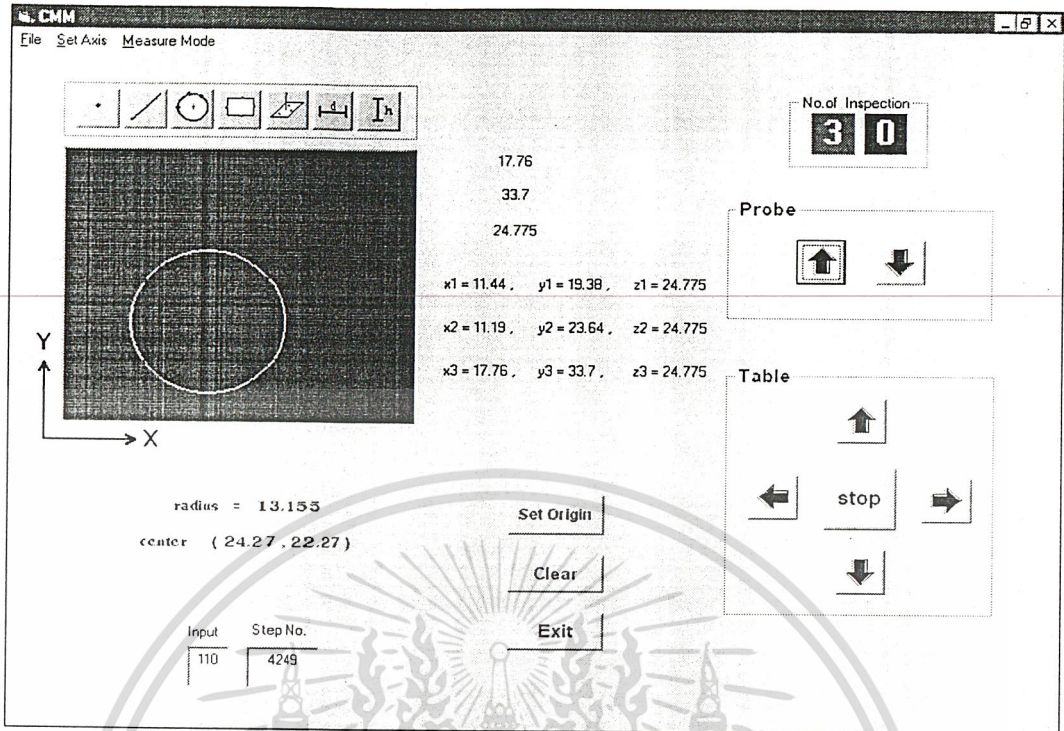 CMM
File Set Axis Measure Mode
d h
No.of Inspection
3 0
17.76
33.7
24.775
Probe
x1 = 11.44 , y1 = 19.38 , z1 = 24.775
x2 = 11.19 , y2 = 23.64 , z2 = 24.775
x3 = 17.76 , y3 = 33.7 , z3 = 24.775
Y
X
Table
stop
radius = 13.155
center ( 24.27 , 22.27 )
Set Origin
Clear
Exit
Input Step No.
110 4249